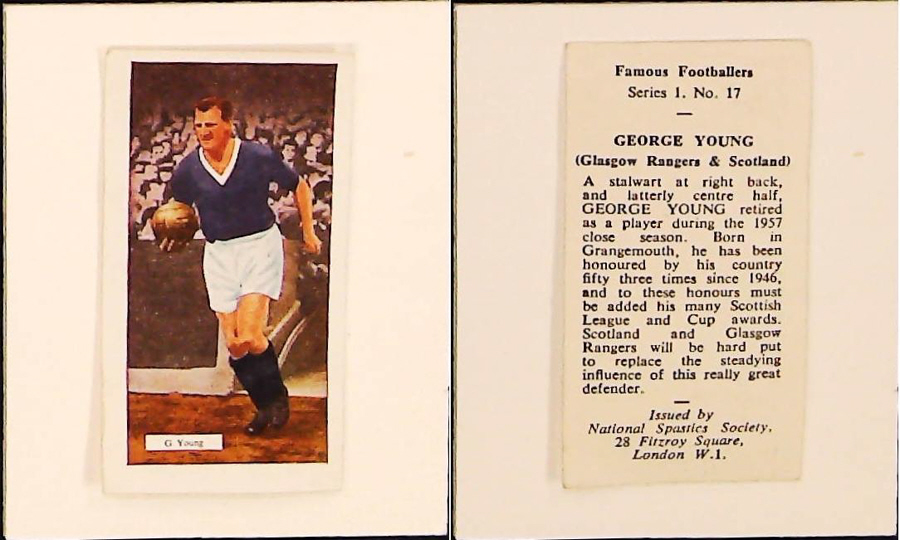 G Young
Famous Footballers
Series 1. No. 17
GEORGE YOUNG
(Glasgow Rangers & Scotland)
A stalwart at right back,
and latterly centre half,
GEORGE YOUNG retired
as a player during the 1957
close season. Born in
Grangemouth, he has been
honoured by his country
fifty three times since 1946,
and to these honours must
be added his many Scottish
League and Cup awards.
Scotland and Glasgow
Rangers will be hard put
to replace the steadying
influence of this really great
defender.
Issued by
National Spastics Society,
28 Fitzroy Square,
London W.1.